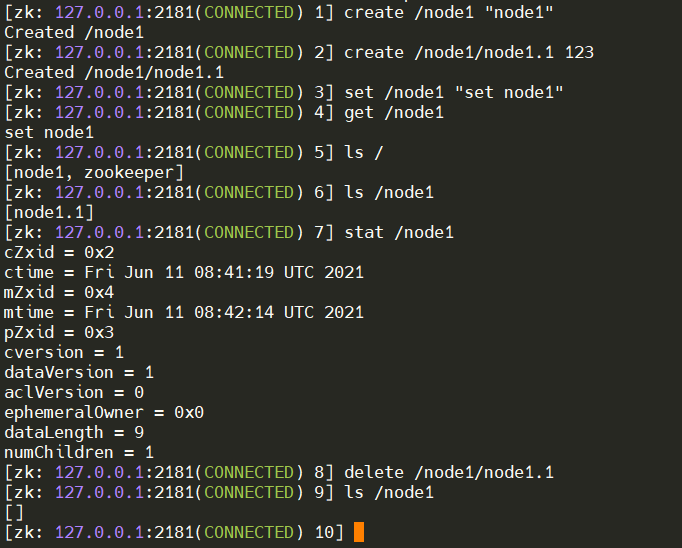 [zk: 127.0.0.1:2181(CONNECTED) 1] create /node1 "node1"
Created /node1
[zk: 127.0.0.1:2181(CONNECTED) 2] create /node1/node1.1 123
Created /node1/node1.1
[zk: 127.0.0.1:2181(CONNECTED) 3] set /node1 "set node1"
[zk: 127.0.0.1:2181(CONNECTED) 4] get /node1
set node1
[zk: 127.0.0.1:2181(CONNECTED) 5] ls /
[node1, zookeeper]
[zk: 127.0.0.1:2181(CONNECTED) 6] ls /node1
[node1.1]
[zk: 127.0.0.1:2181(CONNECTED) 7] stat /node1
cZxid = 0x2
ctime = Fri Jun 11 08:41:19 UTC 2021
mZxid = 0x4
mtime = Fri Jun 11 08:42:14 UTC 2021
pZxid = 0x3
cversion = 1
dataVersion = 1
aclVersion = 0
ephemeralOwner = 0x0
dataLength = 9
numChildren = 1
[zk: 127.0.0.1:2181(CONNECTED) 8] delete /node1/node1.1
[zk: 127.0.0.1:2181(CONNECTED) 9] ls /node1
[]
[zk: 127.0.0.1:2181(CONNECTED) 10]